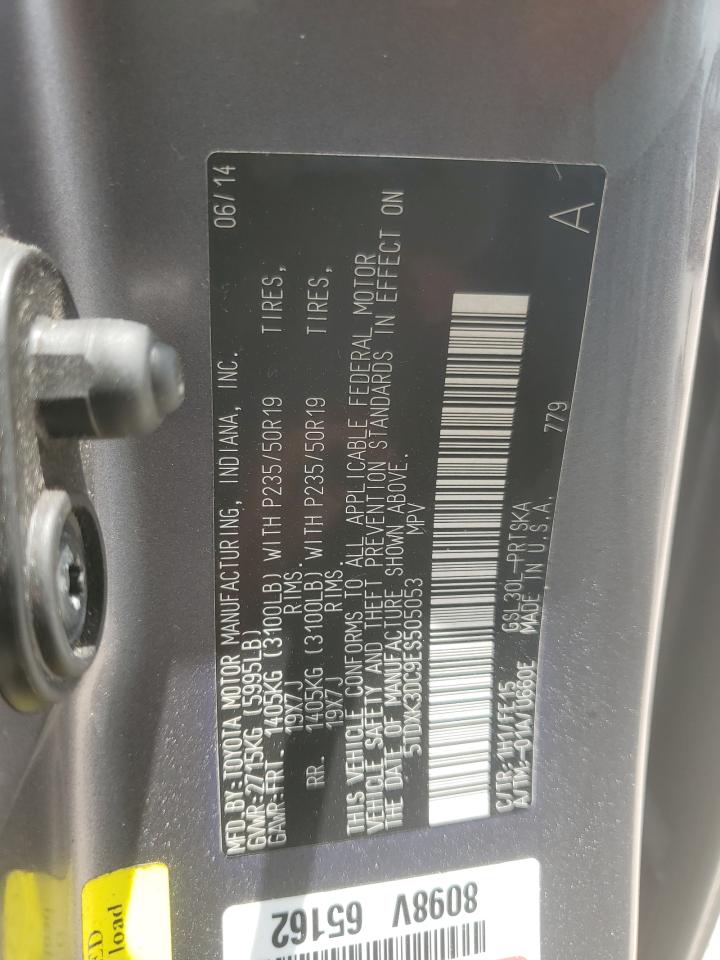 MFD.BY:TOYOTA MOTOR MANUFACTURING, INDIANA, INC. 06/14
GVWR:2715KG (5995LB)
GAWR:FRT. 1405KG (3100LB) WITH P235/50R19 TIRES,
19X7J RIMS.
RR. 1405KG (3100LB) WITH P235/50R19 TIRES,
19X7J RIMS.
THIS VEHICLE CONFORMS TO ALL APPLICABLE FEDERAL MOTOR
VEHICLE SAFETY AND THEFT PREVENTION STANDARDS IN EFFECT ON
THE DATE OF MANUFACTURE SHOWN ABOVE.
5TDXK3DC9ES505053 MPV
C/TR:1H1/FE15 GSL30L-PRTSKA
A/TM:-01A/U660E MADE IN U.S.A. 779 A
8098V 65162
load